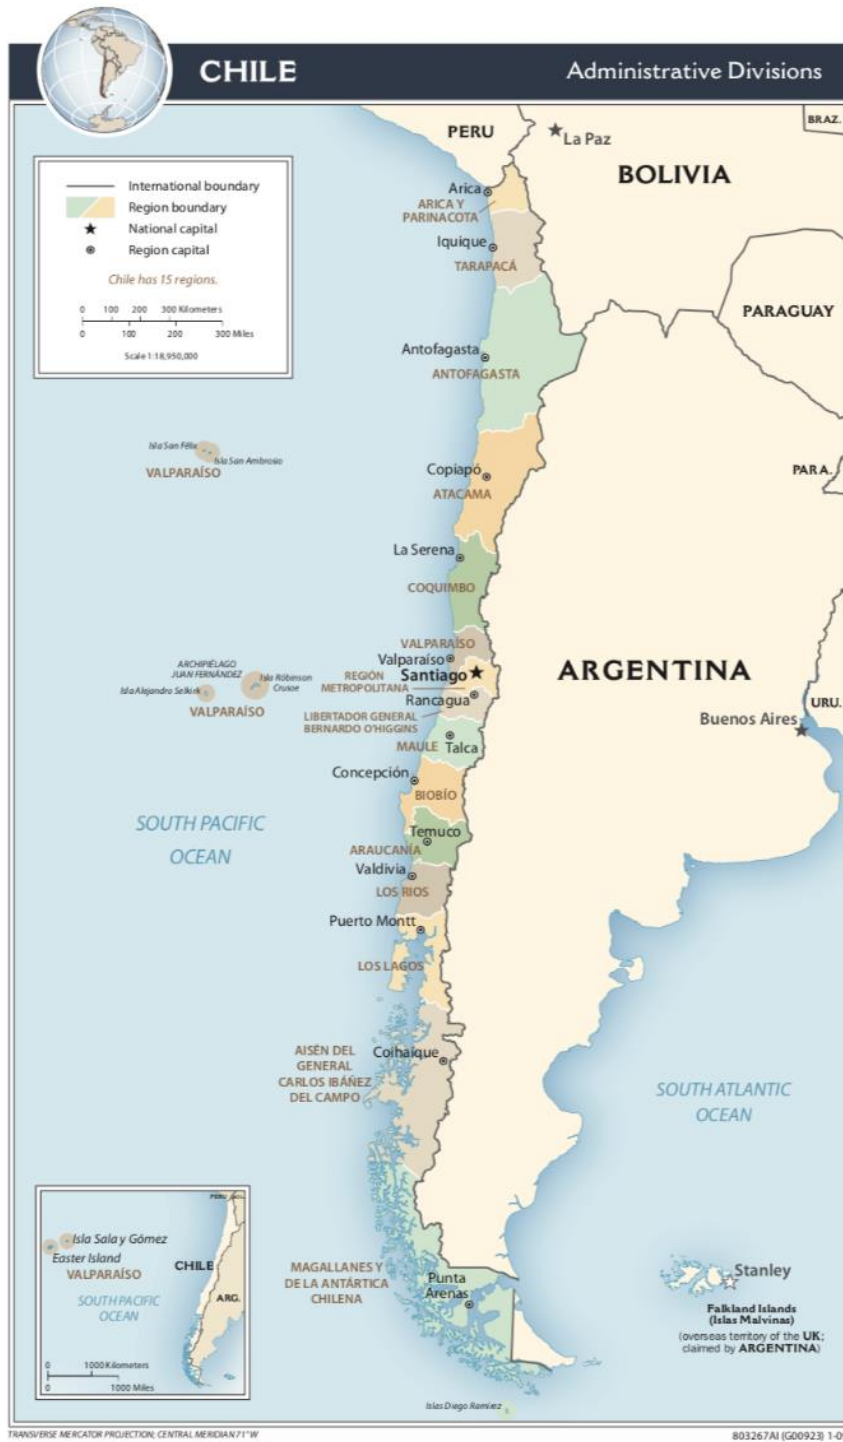 CHILE
Administrative Divisions
International boundary
Region boundary
National capital
Region capital
Chile has 15 regions.
0 100 200 300 Kilometers
0 100 200 300 Miles
Scale 1:18,950,000
PERU
La Paz
BRAZ.
BOLIVIA
Arica
ARICA Y
PARINACOTA
Iquique
TARAPACÁ
PARAGUAY
Antofagasta
ANTOFAGASTA
Isla San Félix
Isla San Ambrosio
VALPARAÍSO
Copiapó
ATACAMA
PARA.
La Serena
COQUIMBO
VALPARAÍSO
Valparaíso
Santiago
REGIÓN
METROPOLITANA
Rancagua
LIBERTADOR GENERAL
BERNARDO O'HIGGINS
ARCHIPIÉLAGO
JUAN FERNÁNDEZ
Isla Róbinson
Crusoe
Isla Alejandro Selkirk
VALPARAÍSO
ARGENTINA
URU.
Buenos Aires
MAULE
Talca
Concepción
BIOBÍO
SOUTH PACIFIC
OCEAN
Temuco
ARAUCANÍA
Valdivia
LOS RIOS
Puerto Montt
LOS LAGOS
AISÉN DEL
GENERAL
CARLOS IBÁÑEZ
DEL CAMPO
Coihaique
SOUTH ATLANTIC
OCEAN
MAGALLANES Y
DE LA ANTÁRTICA
CHILENA
Punta
Arenas
Stanley
Falkland Islands
(Islas Malvinas)
(overseas territory of the UK;
claimed by ARGENTINA)
Islas Diego Ramírez
PERU
Isla Sala y Gómez
Easter Island
VALPARAÍSO
CHILE
SOUTH PACIFIC
OCEAN
ARG.
0 1000 Kilometers
0 1000 Miles
TRANSVERSE MERCATOR PROJECTION; CENTRAL MERIDIAN 71°W
803267AI (G00923) 1-09